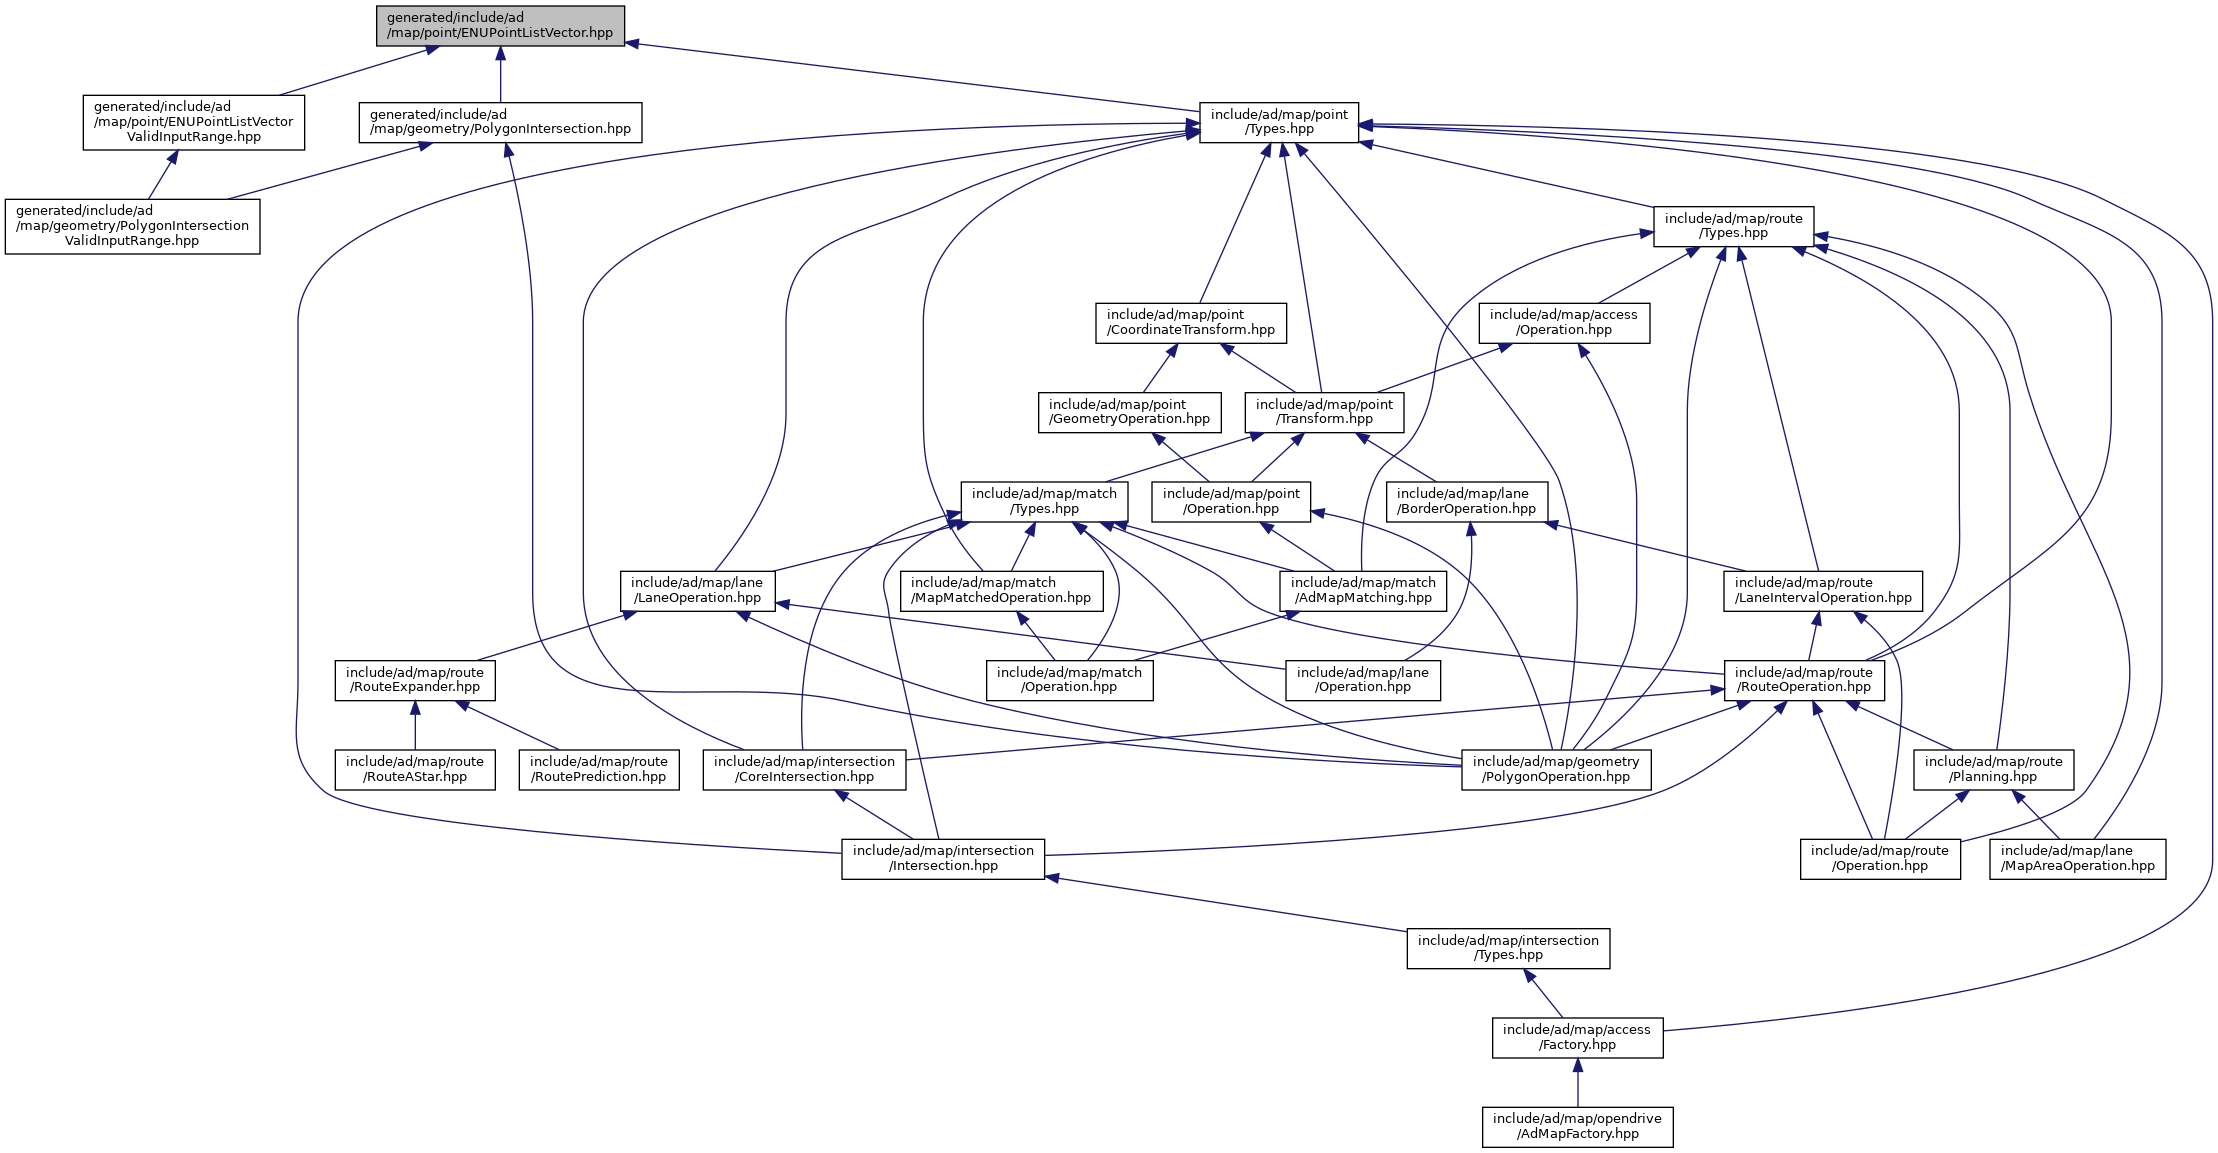 generated/include/ad
/map/point/ENUPointListVector.hpp
generated/include/ad
/map/point/ENUPointListVector
ValidInputRange.hpp
generated/include/ad
/map/geometry/PolygonIntersection.hpp
include/ad/map/point
/Types.hpp
generated/include/ad
/map/geometry/PolygonIntersection
ValidInputRange.hpp
include/ad/map/route
/Types.hpp
include/ad/map/point
/CoordinateTransform.hpp
include/ad/map/access
/Operation.hpp
include/ad/map/point
/GeometryOperation.hpp
include/ad/map/point
/Transform.hpp
include/ad/map/match
/Types.hpp
include/ad/map/point
/Operation.hpp
include/ad/map/lane
/BorderOperation.hpp
include/ad/map/lane
/LaneOperation.hpp
include/ad/map/match
/MapMatchedOperation.hpp
include/ad/map/match
/AdMapMatching.hpp
include/ad/map/route
/LaneIntervalOperation.hpp
include/ad/map/route
/RouteExpander.hpp
include/ad/map/match
/Operation.hpp
include/ad/map/lane
/Operation.hpp
include/ad/map/route
/RouteOperation.hpp
include/ad/map/route
/RouteAStar.hpp
include/ad/map/route
/RoutePrediction.hpp
include/ad/map/intersection
/CoreIntersection.hpp
include/ad/map/geometry
/PolygonOperation.hpp
include/ad/map/route
/Planning.hpp
include/ad/map/intersection
/Intersection.hpp
include/ad/map/route
/Operation.hpp
include/ad/map/lane
/MapAreaOperation.hpp
include/ad/map/intersection
/Types.hpp
include/ad/map/access
/Factory.hpp
include/ad/map/opendrive
/AdMapFactory.hpp